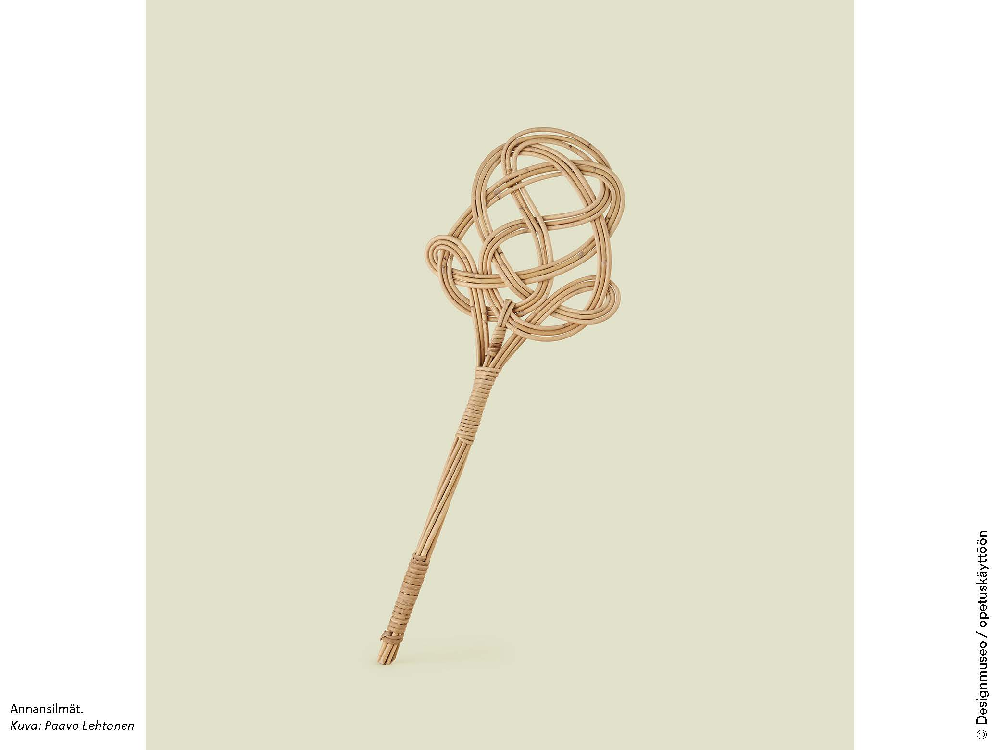 Annansilmät.
Kuva: Paavo Lehtonen
© Designmuseo / opetuskäyttöön